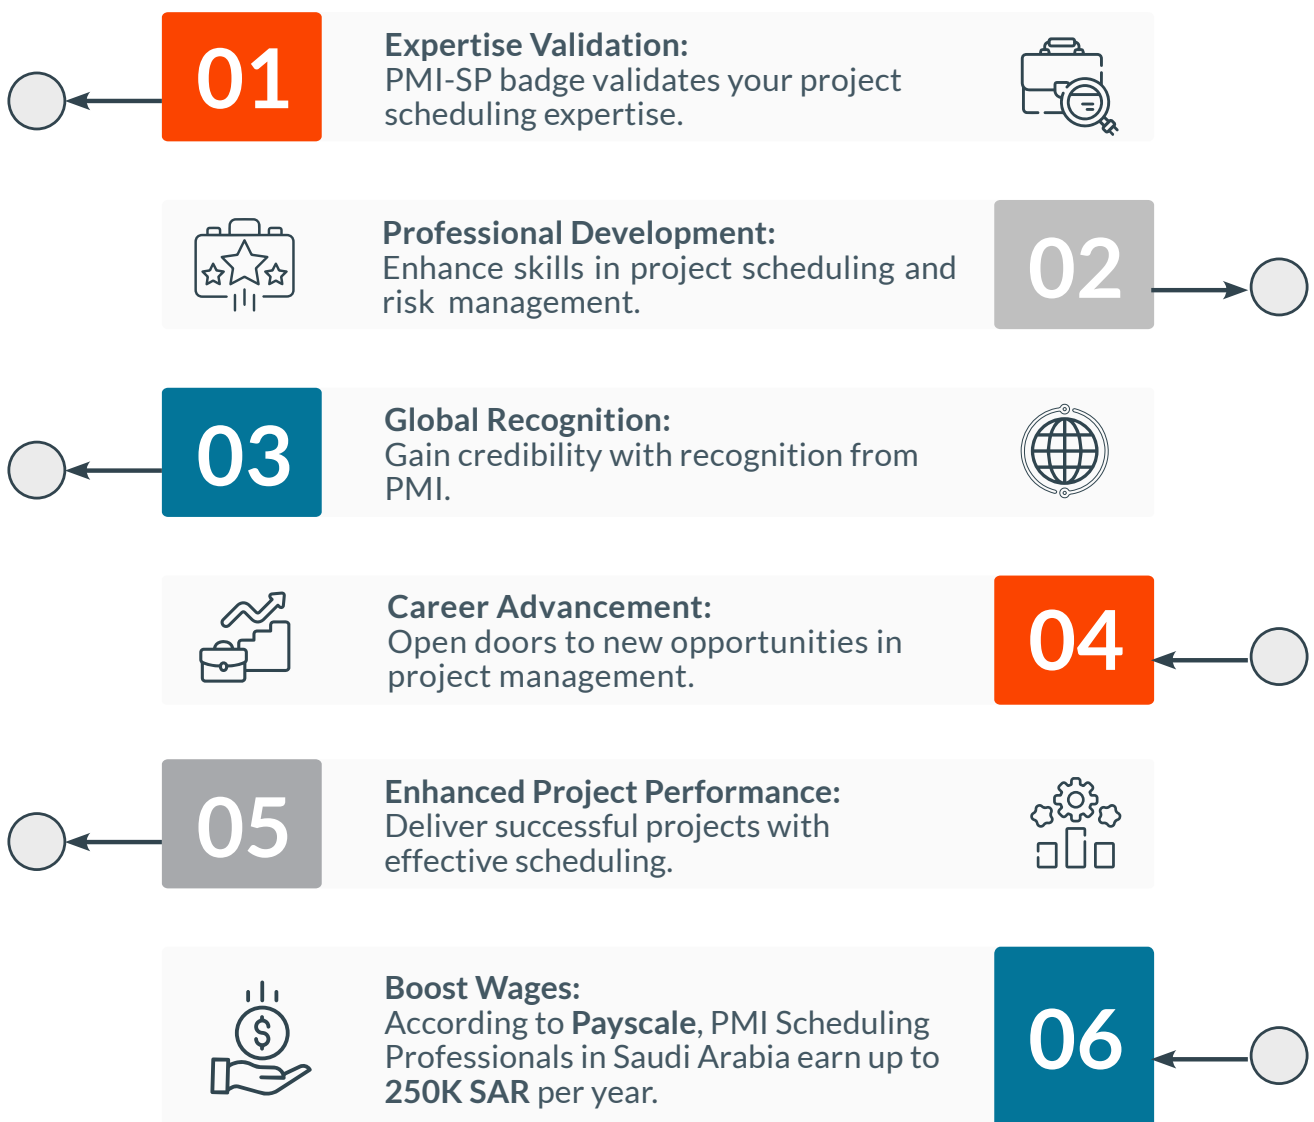 01
Expertise Validation:
PMI-SP badge validates your project
scheduling expertise.
Professional Development:
Enhance skills in project scheduling and
risk management.
02
03
Global Recognition:
Gain credibility with recognition from
PMI.
Career Advancement:
Open doors to new opportunities in
project management.
04
05
Enhanced Project Performance:
Deliver successful projects with
effective scheduling.
Boost Wages:
According to Payscale, PMI Scheduling
Professionals in Saudi Arabia earn up to
250K SAR per year.
06
$